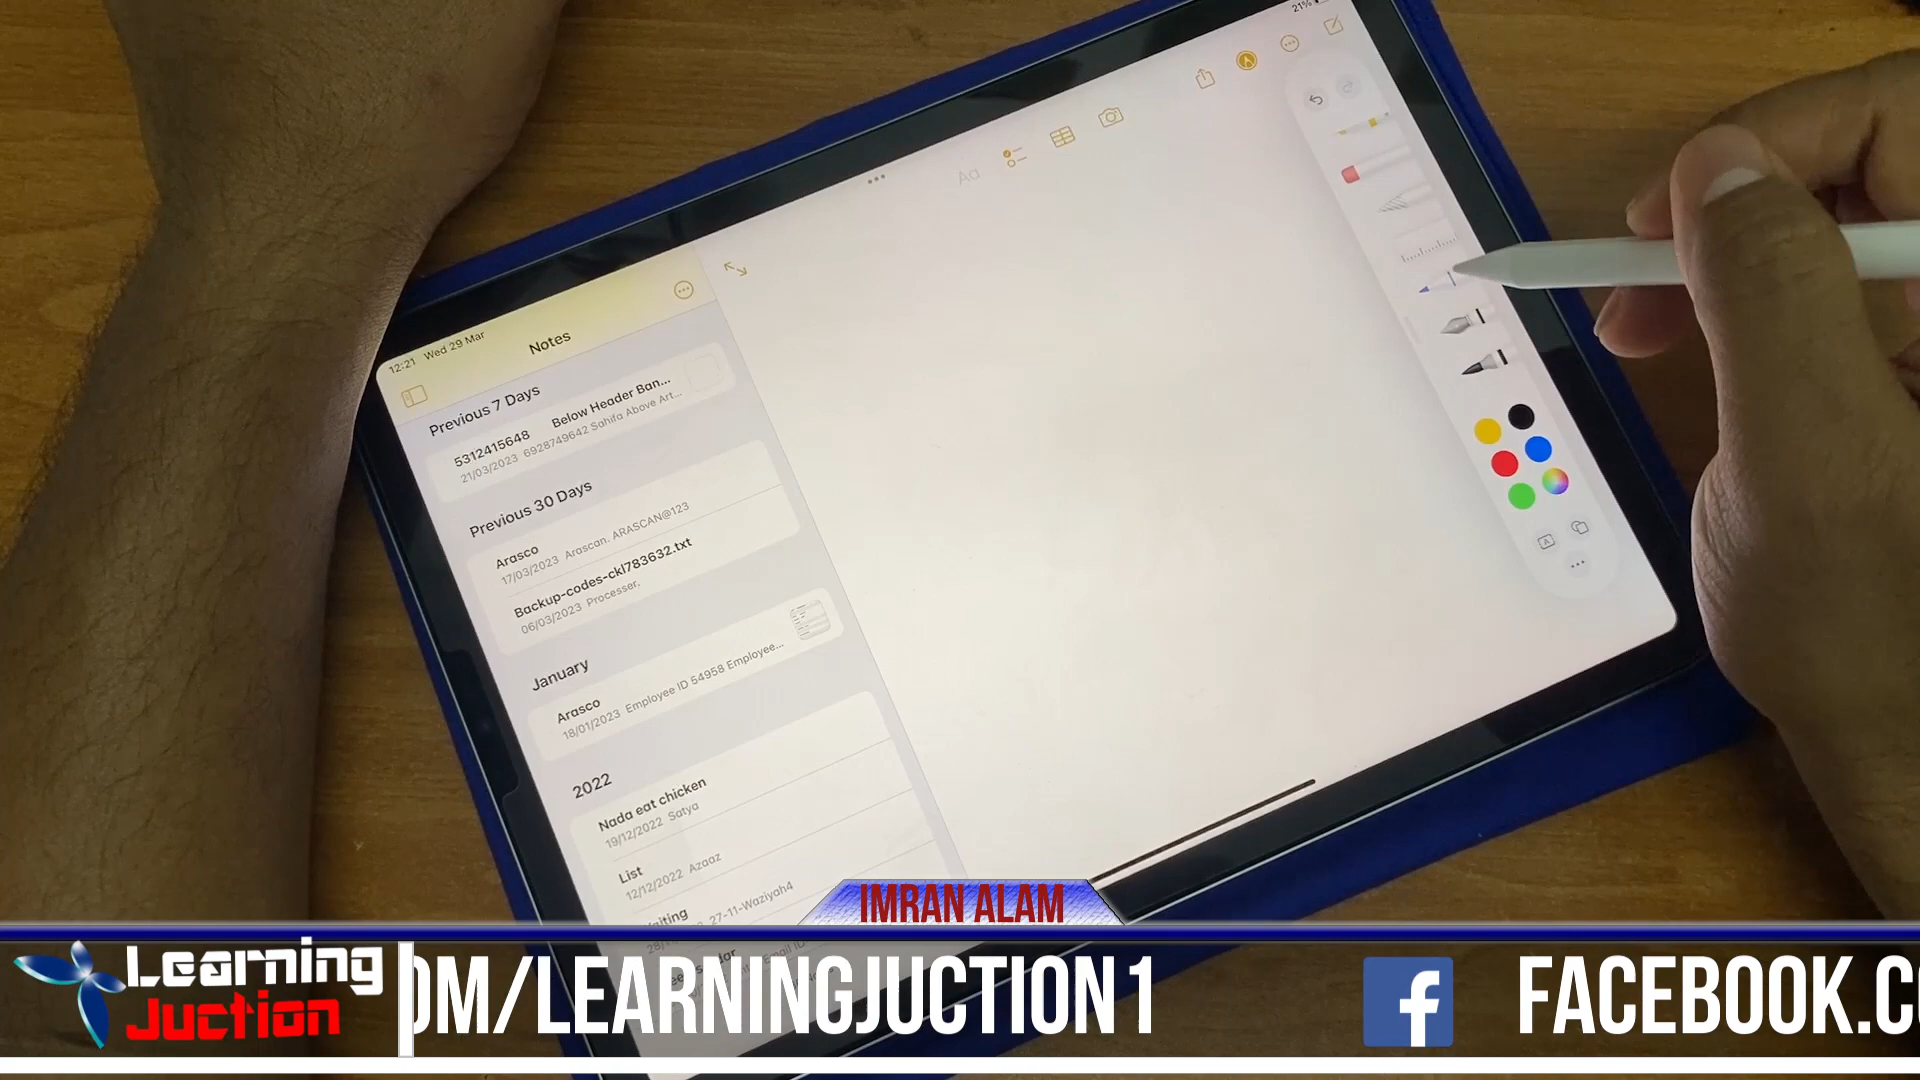 21%
12:21 Wed 29 Mar
Notes
Aa
Previous 7 Days
5312415648 Below Header Ban...
21/03/2023 6928749642 Sahifa Above Art...
Previous 30 Days
Arasco
17/03/2023 Arascan. ARASCAN@123
Backup-codes-ckl783632.txt
06/03/2023 Processer.
January
Arasco
18/01/2023 Employee ID 54958 Employee...
2022
Nada eat chicken
19/12/2022 Satya
List
12/12/2022 Azaaz
27-11-Waziyah4
A
IMRAN ALAM
Learning
Juction
OM/LEARNINGJUCTION1
f
FACEBOOK.C